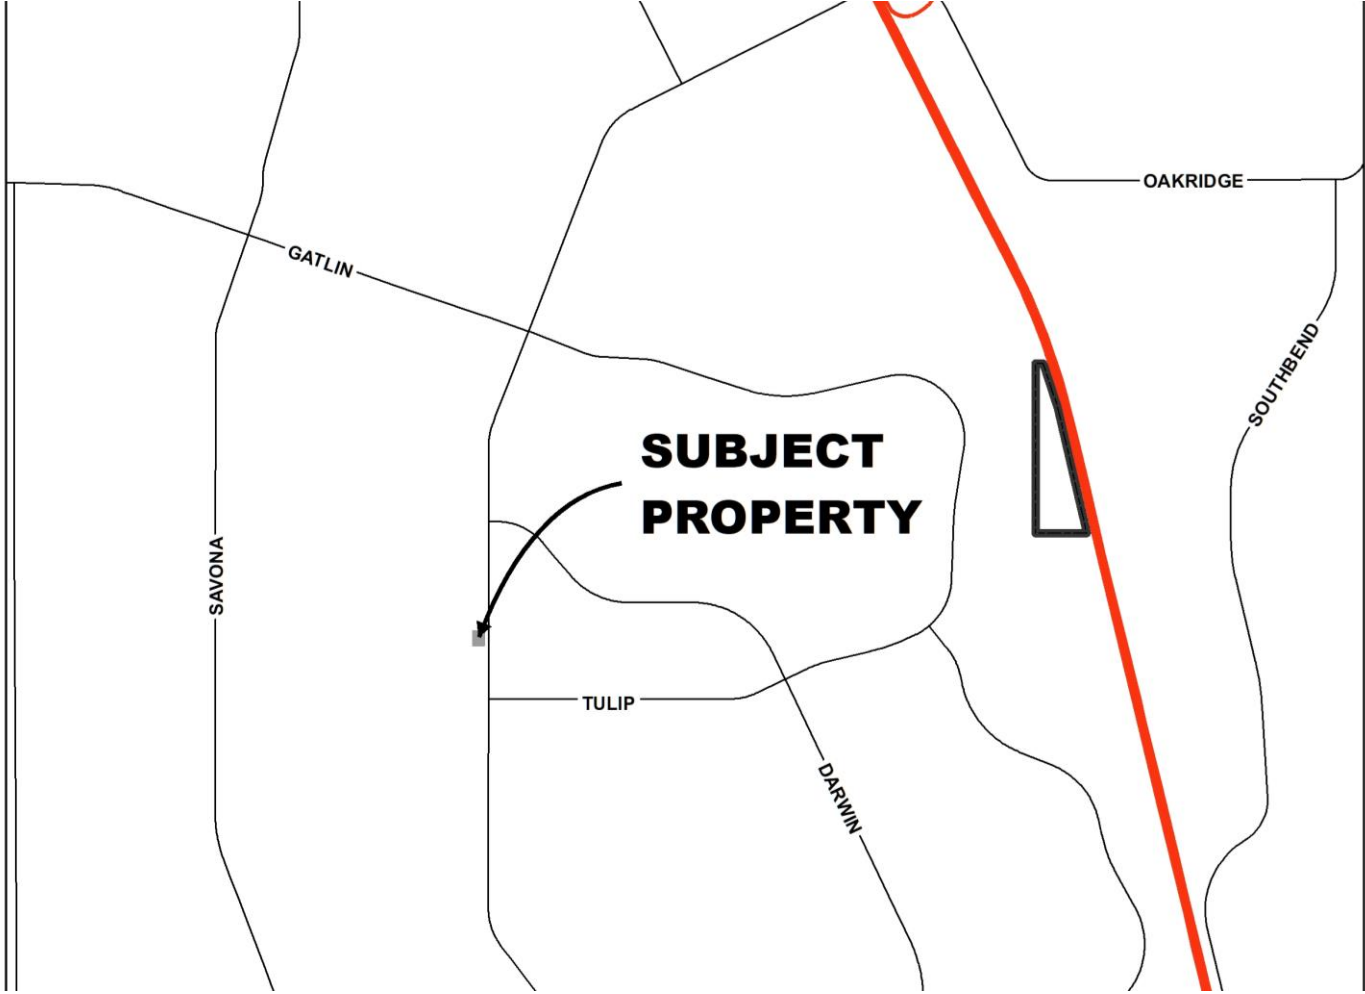 OAKRIDGE
GATLIN
SOUTHBEND
SUBJECT
PROPERTY
SAVONA
TULIP
DARWIN